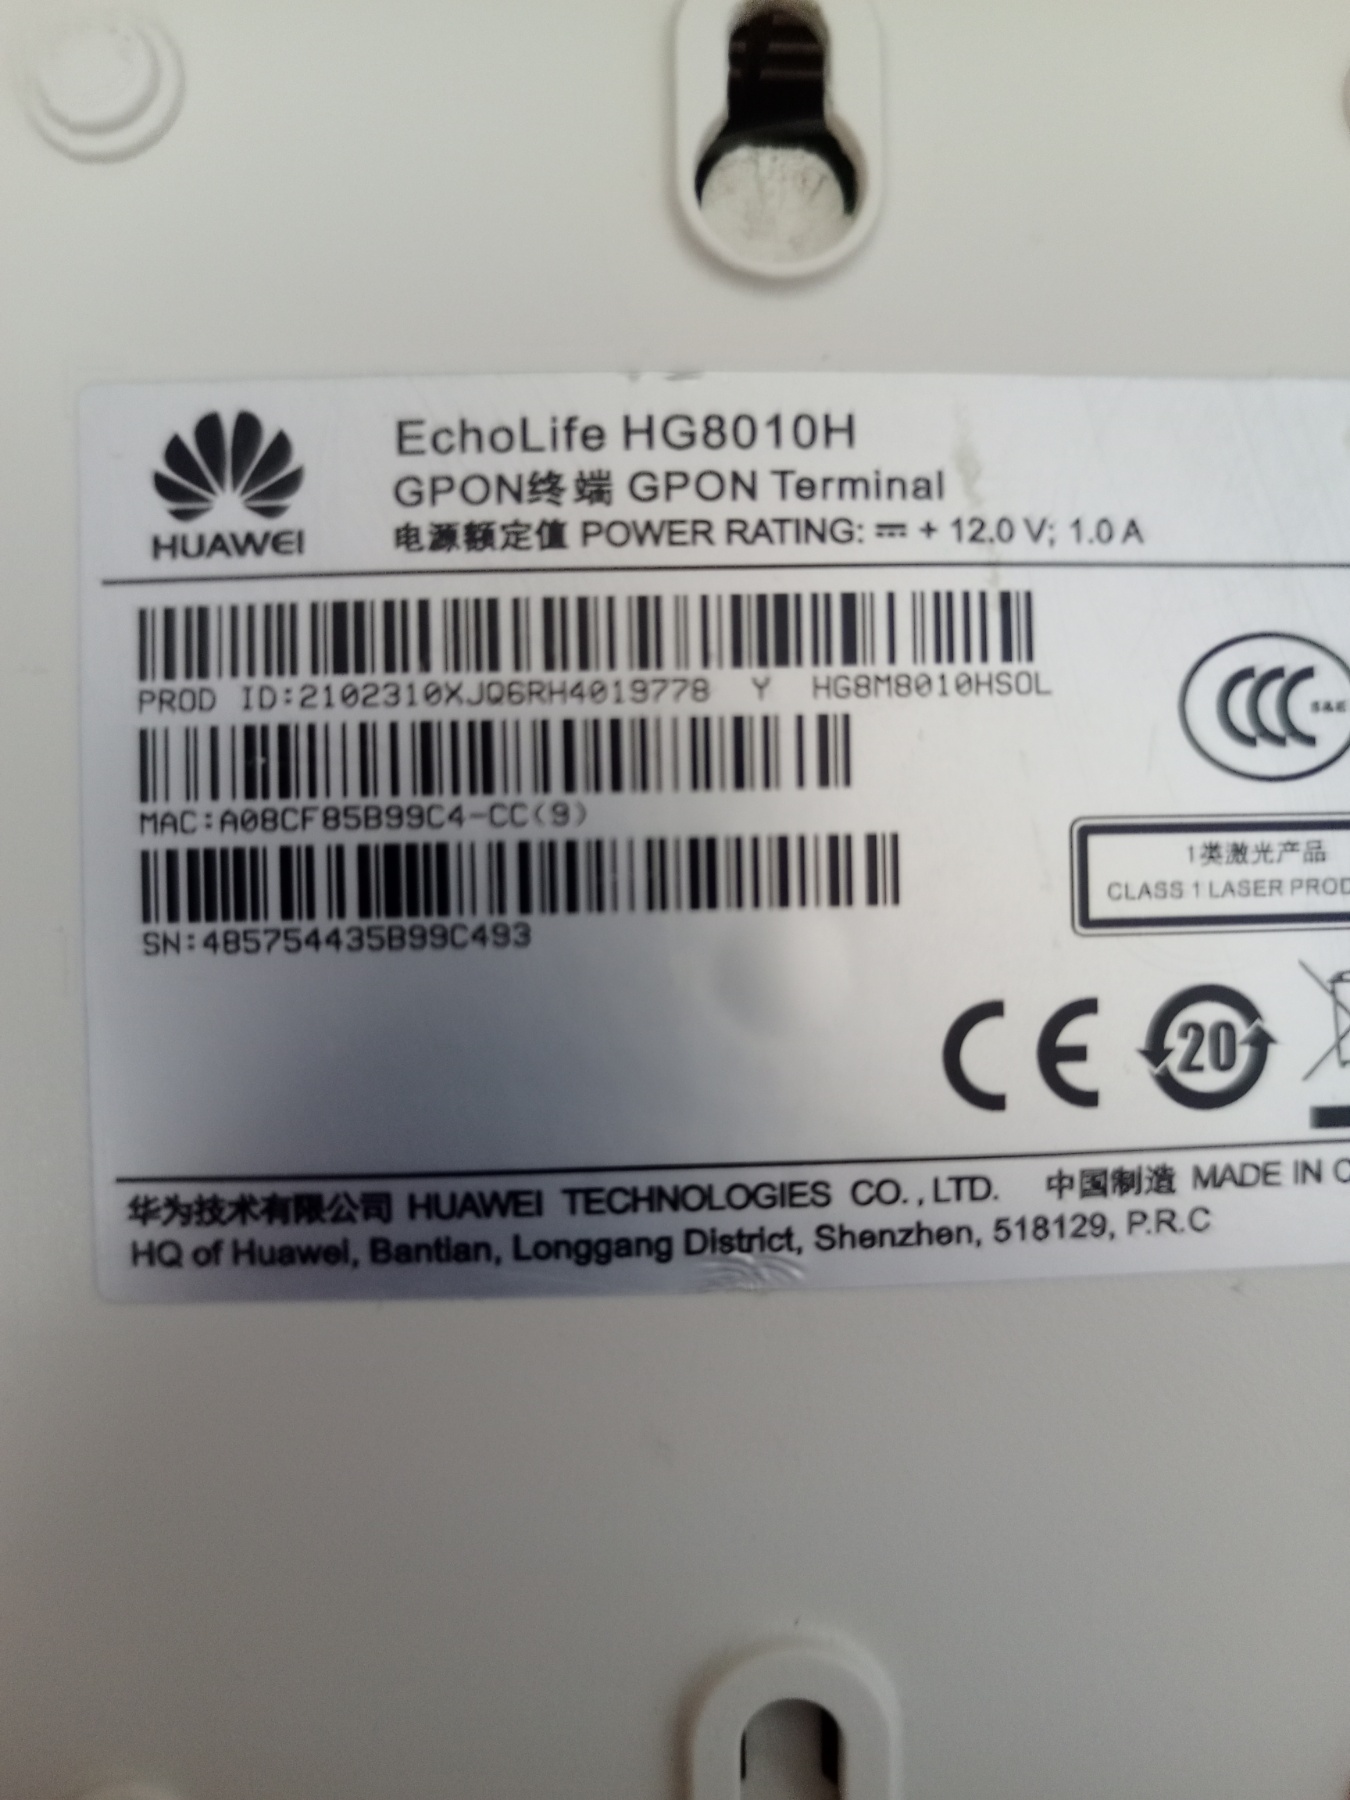 HUAWEI
EchoLife HG8010H
GPON终端 GPON Terminal
电源额定值 POWER RATING: ⎓ + 12.0 V; 1.0 A
PROD ID:2102310XJQ6RH4019778 Y HG8M8010HSOL
MAC:A08CF85B99C4-CC(9)
SN:485754435B99C493
CCC S&E
1类激光产品
CLASS 1 LASER PROD
CE 20
华为技术有限公司 HUAWEI TECHNOLOGIES CO.,LTD. 中国制造 MADE IN C
HQ of Huawei, Bantian, Longgang District, Shenzhen, 518129, P.R.C